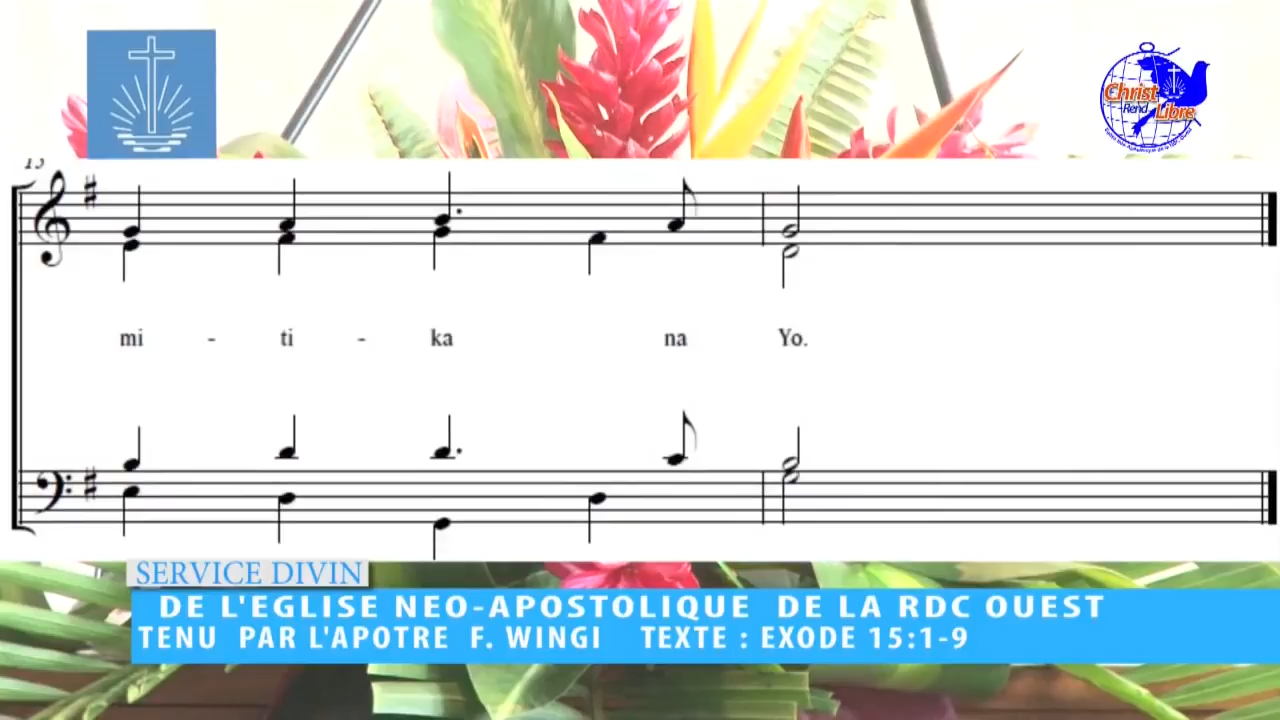 Christ
Rend
Libre
mi - ti - ka na Yo.
SERVICE DIVIN
DE L'EGLISE NEO-APOSTOLIQUE DE LA RDC OUEST
TENU PAR L'APOTRE F. WINGI TEXTE : EXODE 15:1-9